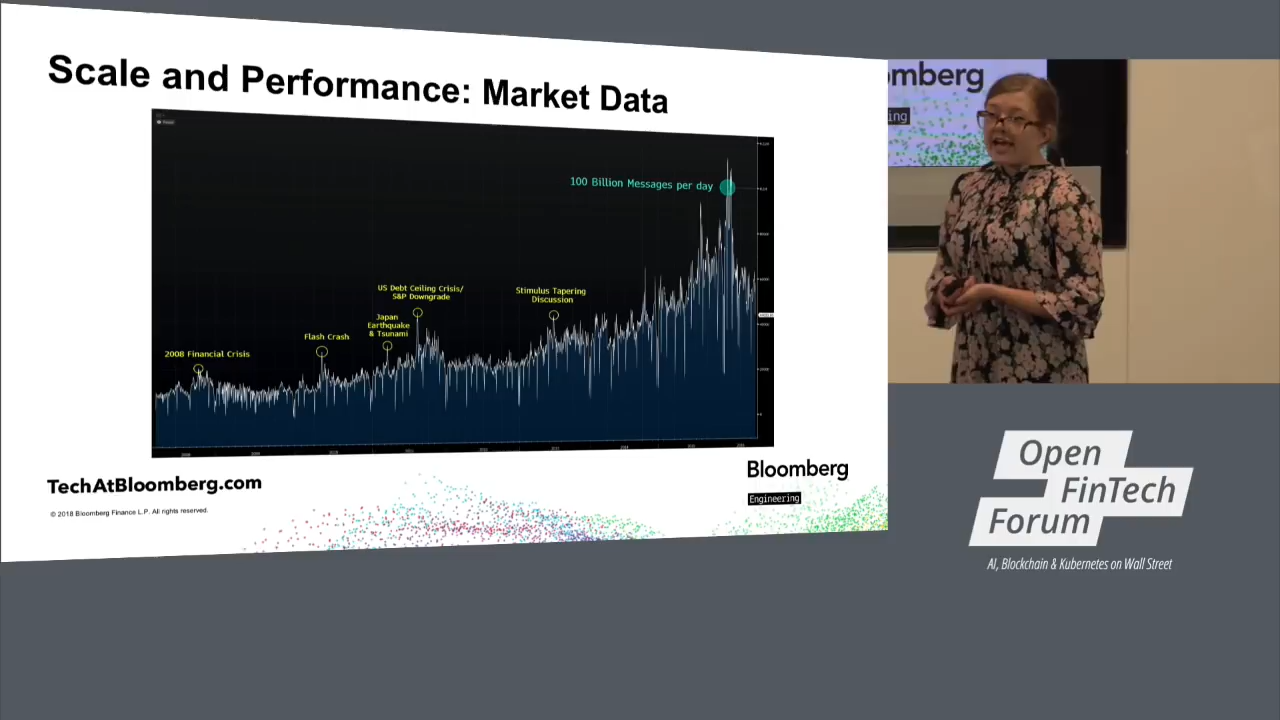 Scale and Performance: Market Data
100 Billion Messages per day
US Debt Ceiling Crisis/
S&P Downgrade
Stimulus Tapering
Discussion
Japan
Earthquake
& Tsunami
Flash Crash
2008 Financial Crisis
TechAtBloomberg.com
© 2018 Bloomberg Finance L.P. All rights reserved.
Bloomberg
Engineering
omberg
ing
Open
FinTech
Forum
AI, Blockchain & Kubernetes on Wall Street